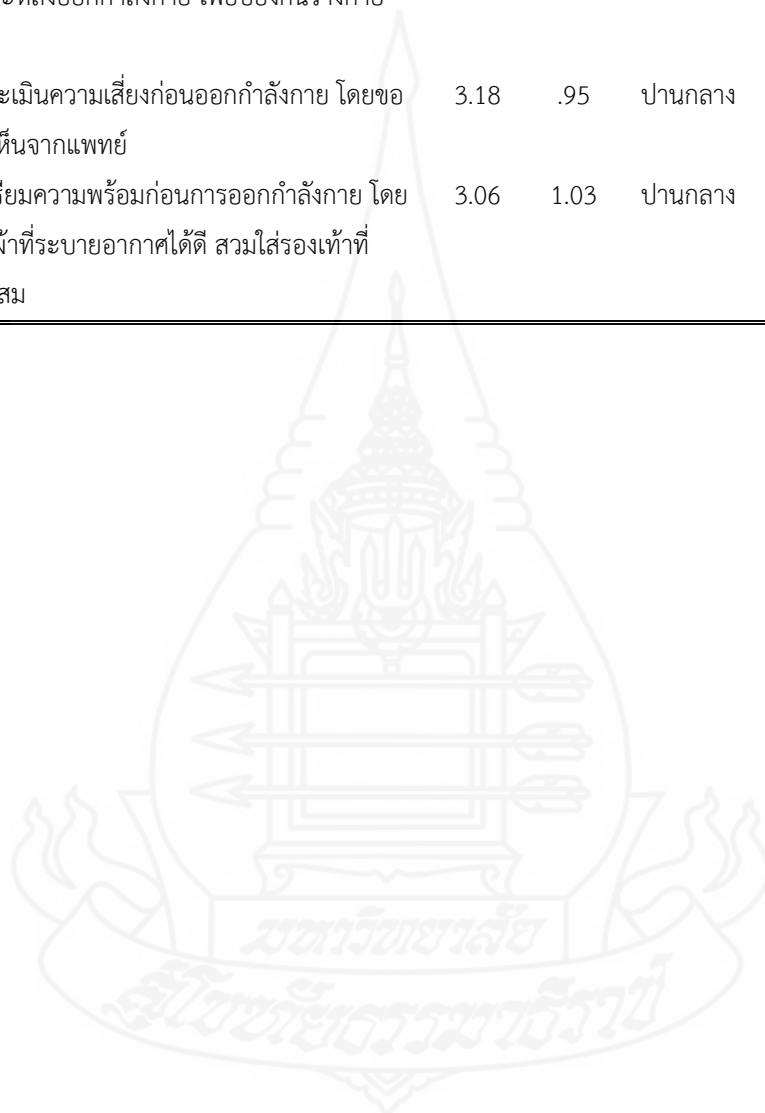 ะเมินความเสี่ยงก่อนออกกำลังกาย โดยขอ 3.18 .95 ปานกลาง
ห็นจากแพทย์
รียมความพร้อมก่อนการออกกำลังกาย โดย 3.06 1.03 ปานกลาง
ผ้าที่ระบายอากาศได้ดี สวมใส่รองเท้าที่
สม
มหาวิทยาลัย
สุโขทัยธรรมาธิราช